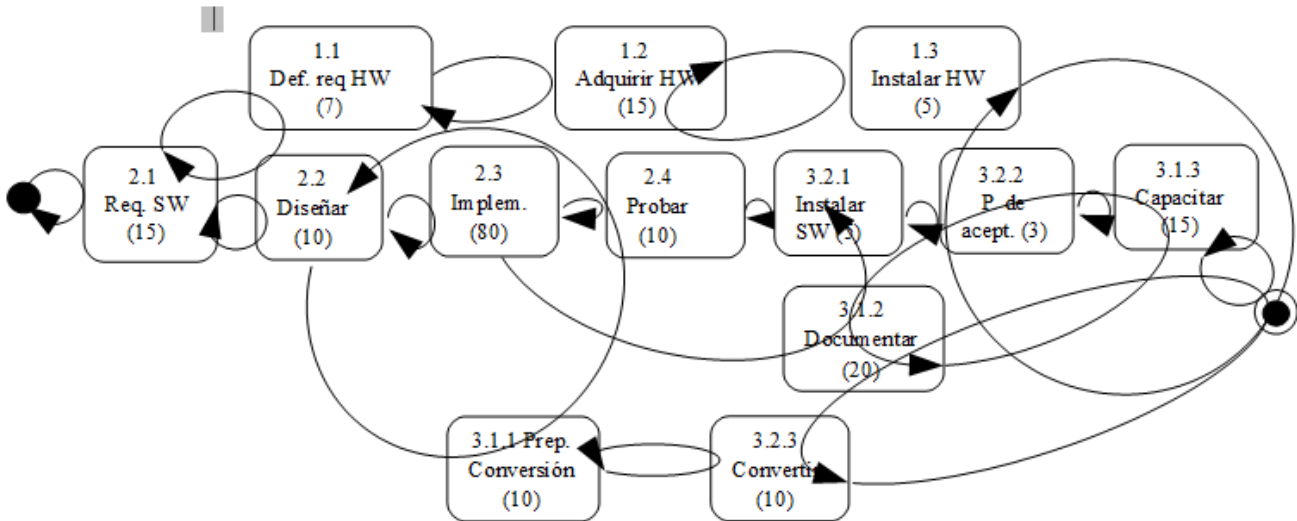 1.1
Def. req HW
(7)
1.2
Adquirir HW
(15)
1.3
Instalar HW
(5)
2.1
Req. SW
(15)
2.2
Diseñar
(10)
2.3
Implem.
(80)
2.4
Probar
(10)
3.2.1
Instalar
SW (3)
3.2.2
P. de
acept. (3)
3.1.3
Capacitar
(15)
3.1.2
Documentar
(20)
3.1.1 Prep.
Conversión
(10)
3.2.3
Convertir
(10)